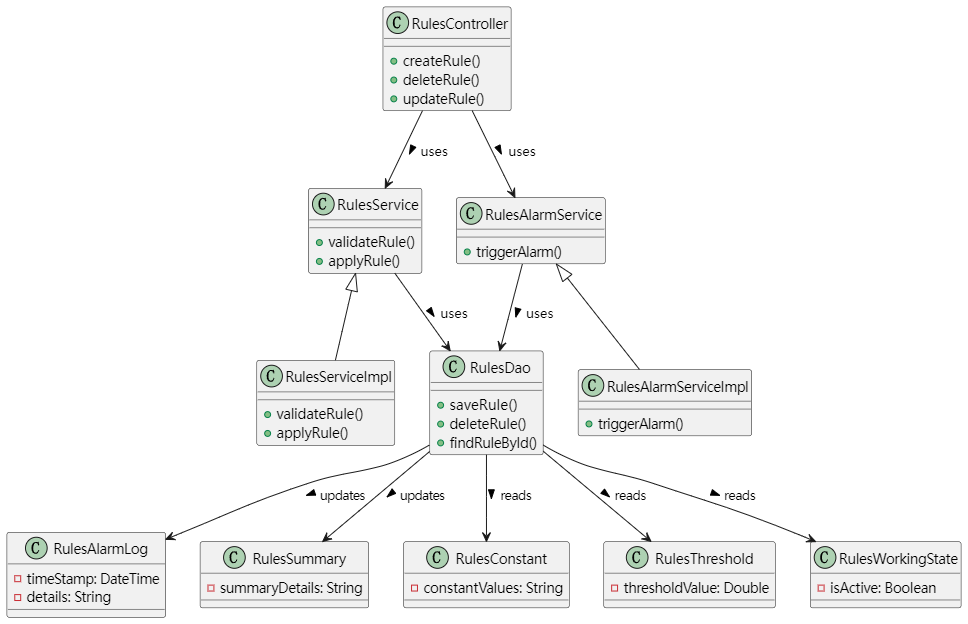 C RulesController
createRule()
deleteRule()
updateRule()
uses
uses
C RulesService
validateRule()
applyRule()
C RulesAlarmService
triggerAlarm()
uses
uses
C RulesServiceImpl
validateRule()
applyRule()
C RulesDao
saveRule()
deleteRule()
findRuleById()
C RulesAlarmServiceImpl
triggerAlarm()
updates
updates
reads
reads
reads
C RulesAlarmLog
timeStamp: DateTime
details: String
C RulesSummary
summaryDetails: String
C RulesConstant
constantValues: String
C RulesThreshold
thresholdValue: Double
C RulesWorkingState
isActive: Boolean